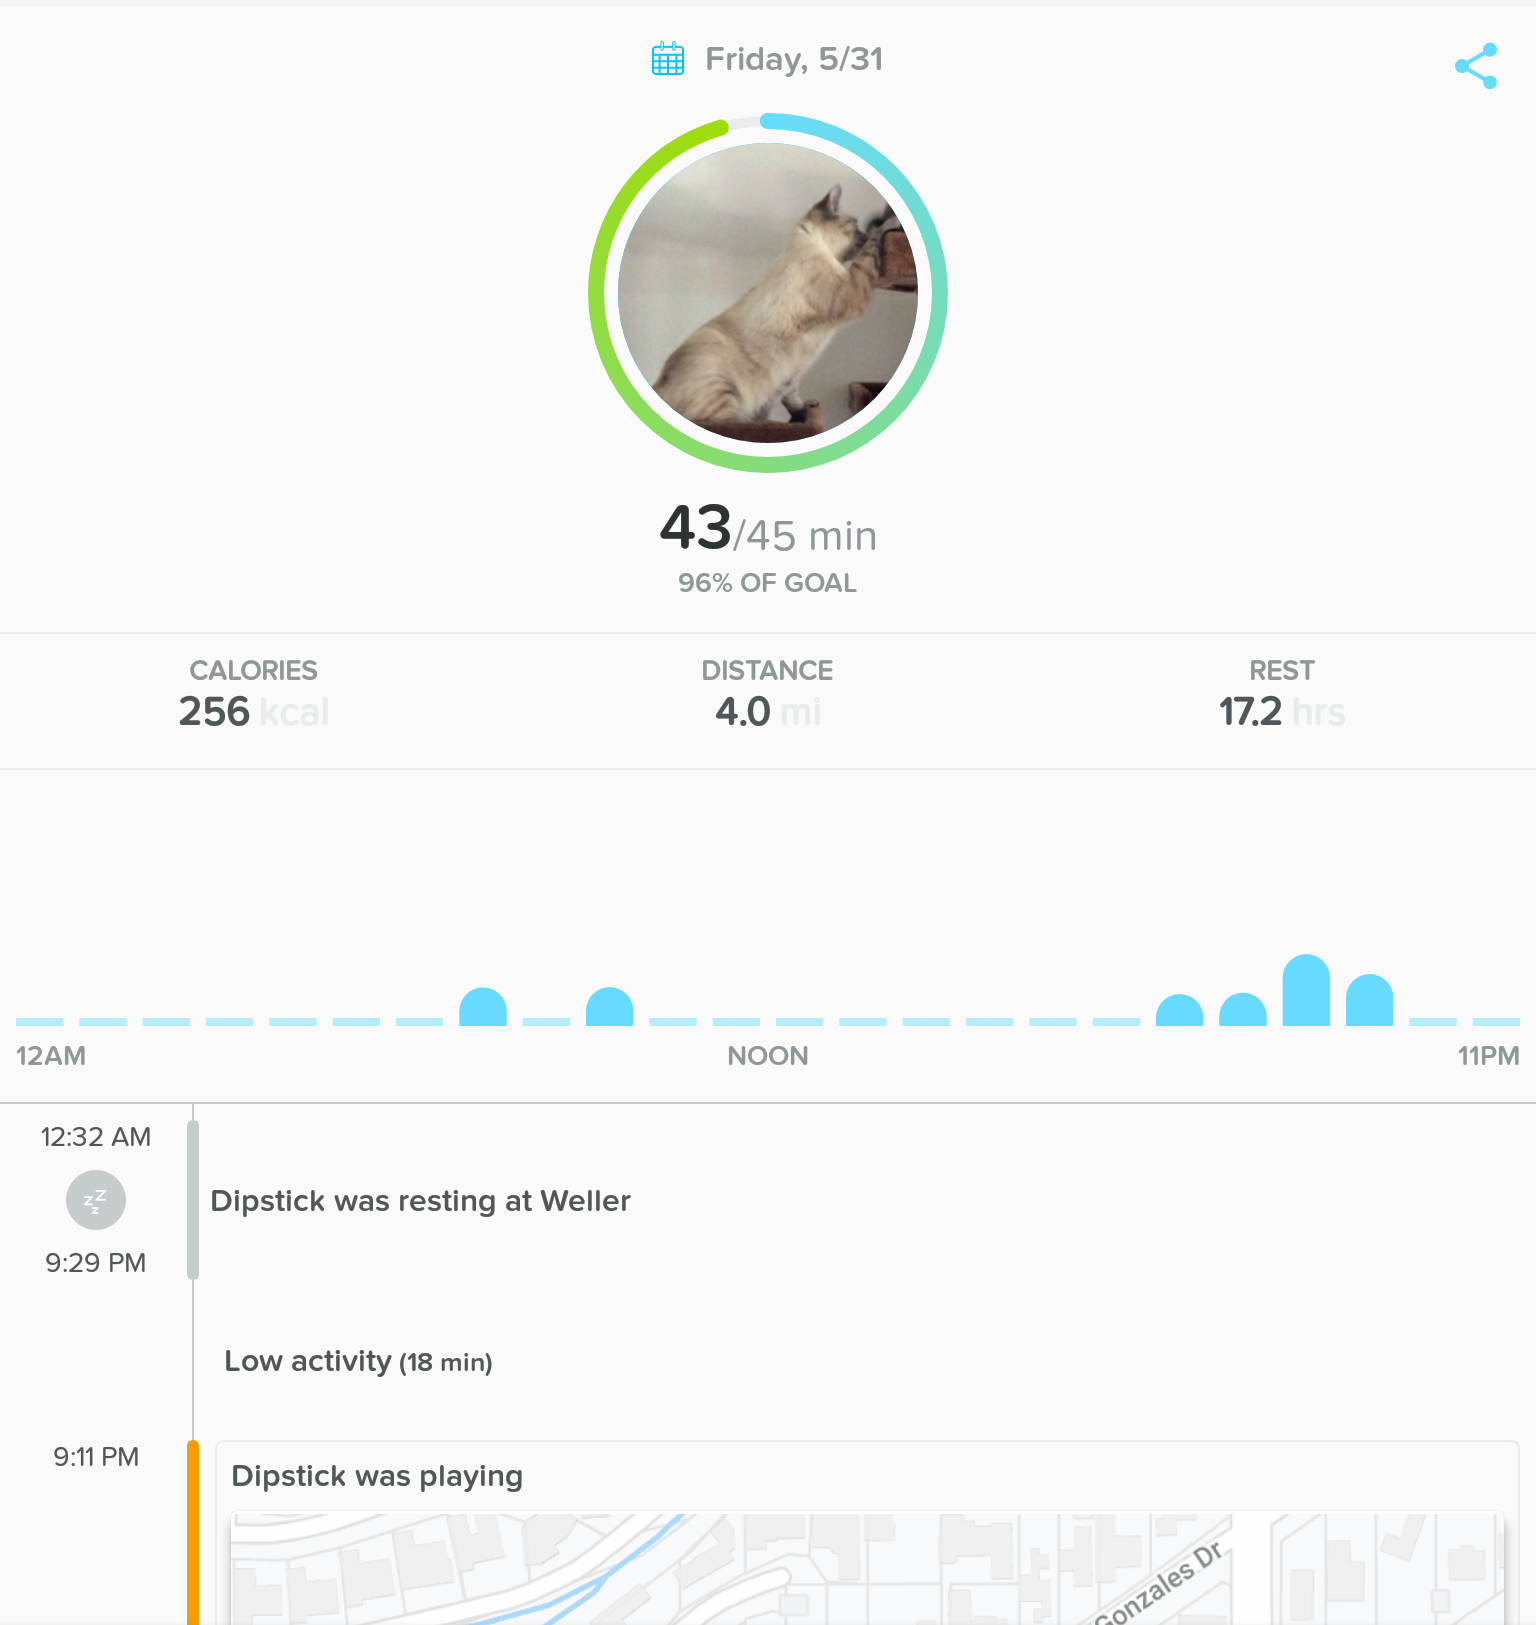 Friday, 5/31
43/45 min
96% OF GOAL
CALORIES
256 kcal
DISTANCE
4.0 mi
REST
17.2 hrs
12AM
NOON
11PM
12:32 AM
zzz
Dipstick was resting at Weller
9:29 PM
Low activity (18 min)
9:11 PM
Dipstick was playing
Gonzales Dr